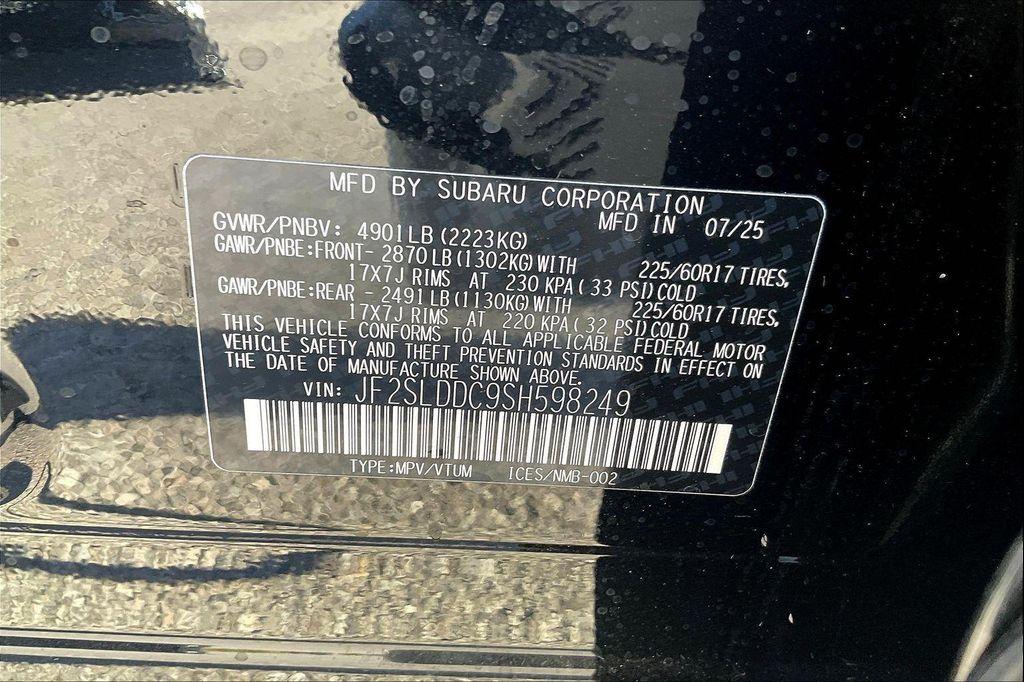 MFD BY SUBARU CORPORATION
MFD IN 07/25
GVWR/PNBV: 4901LB(2223KG)
GAWR/PNBE:FRONT- 2870LB(1302KG)WITH 225/60R17 TIRES,
17X7J RIMS AT 230 KPA(33 PSI)COLD
GAWR/PNBE:REAR - 2491LB(1130KG)WITH 225/60R17 TIRES,
17X7J RIMS AT 220 KPA(32 PSI)COLD
THIS VEHICLE CONFORMS TO ALL APPLICABLE FEDERAL MOTOR
VEHICLE SAFETY AND THEFT PREVENTION STANDARDS IN EFFECT ON
THE DATE OF MANUFACTURE SHOWN ABOVE.
VIN: JF2SLDDC9SH598249
TYPE:MPV/VTUM ICES/NMB-002